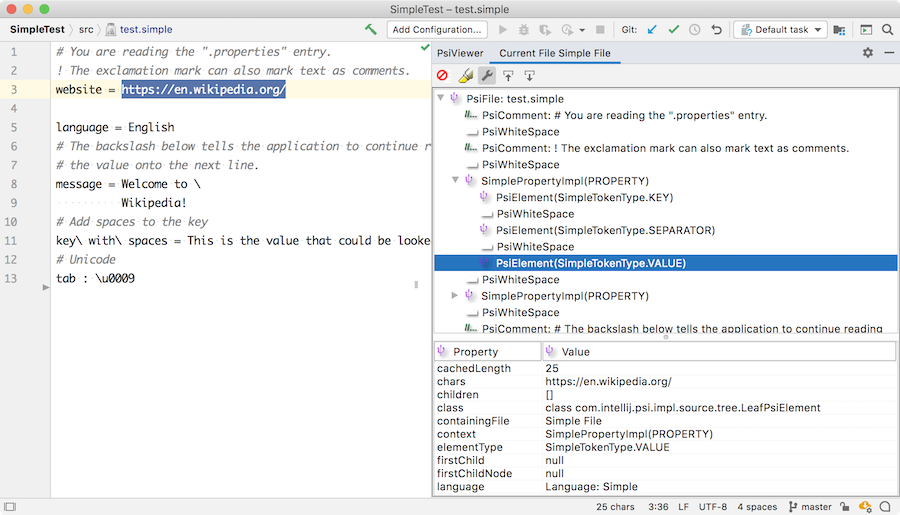 SimpleTest – test.simple
SimpleTest › src › test.simple
Add Configuration...
Git:
Default task
1 # You are reading the ".properties" entry.
2 ! The exclamation mark can also mark text as comments.
3 website = https://en.wikipedia.org/
4
5 language = English
6 # The backslash below tells the application to continue r
7 # the value onto the next line.
8 message = Welcome to \
9 Wikipedia!
10 # Add spaces to the key
11 key\ with\ spaces = This is the value that could be looke
12 # Unicode
13 tab : \u0009
PsiViewer Current File Simple File
PsiFile: test.simple
PsiComment: # You are reading the ".properties" entry.
PsiWhiteSpace
PsiComment: ! The exclamation mark can also mark text as comments.
PsiWhiteSpace
SimplePropertyImpl(PROPERTY)
PsiElement(SimpleTokenType.KEY)
PsiWhiteSpace
PsiElement(SimpleTokenType.SEPARATOR)
PsiWhiteSpace
PsiElement(SimpleTokenType.VALUE)
PsiWhiteSpace
SimplePropertyImpl(PROPERTY)
PsiWhiteSpace
PsiComment: # The backslash below tells the application to continue reading
Property Value
cachedLength 25
chars https://en.wikipedia.org/
children []
class class com.intellij.psi.impl.source.tree.LeafPsiElement
containingFile Simple File
context SimplePropertyImpl(PROPERTY)
elementType SimpleTokenType.VALUE
firstChild null
firstChildNode null
language Language: Simple
25 chars 3:36 LF UTF-8 4 spaces master